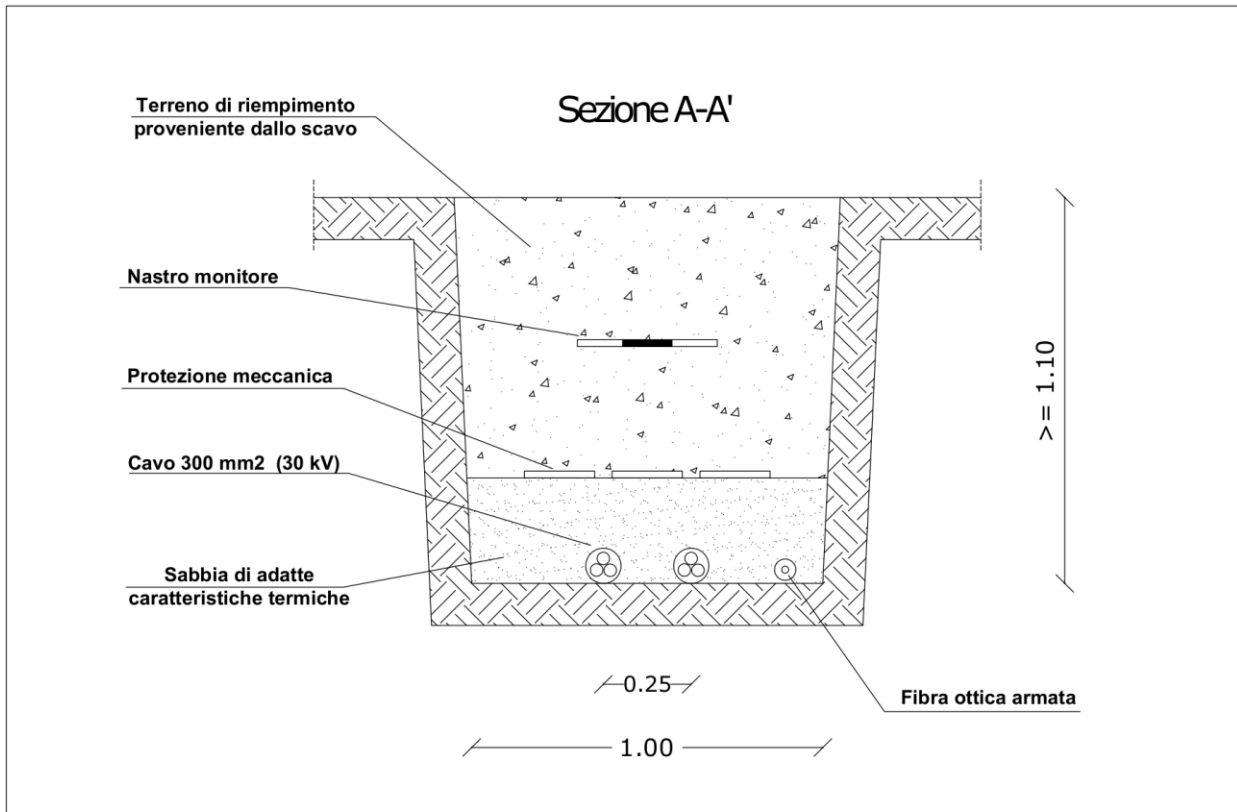 Sezione A-A'
Terreno di riempimento
proveniente dallo scavo
Nastro monitore
Protezione meccanica
Cavo 300 mm2 (30 kV)
Sabbia di adatte
caratteristiche termiche
>= 1.10
0.25
Fibra ottica armata
1.00